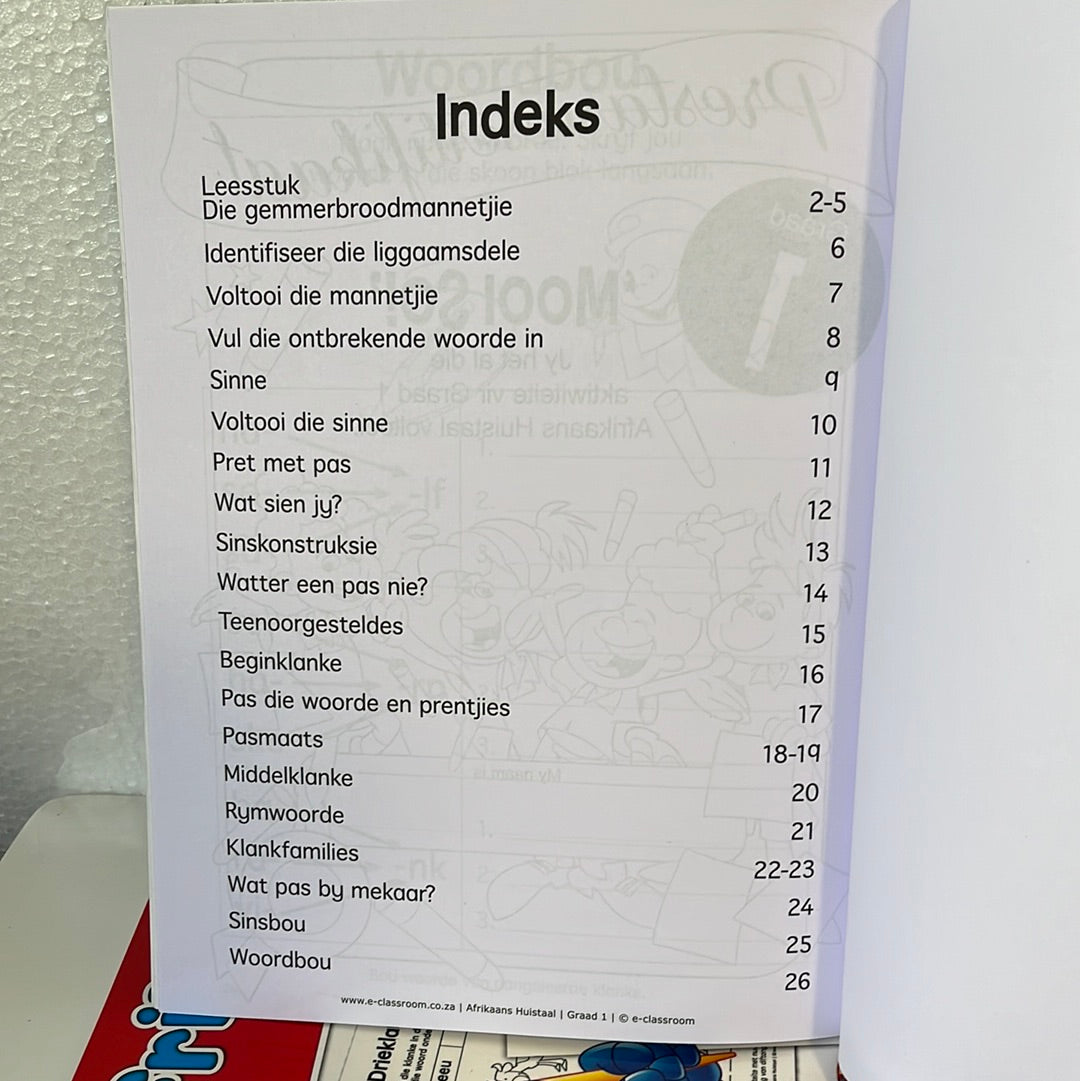 Indeks
Leesstuk
Die gemmerbroodmannetjie 2-5
Identifiseer die liggaamsdele 6
Voltooi die mannetjie 7
Vul die ontbrekende woorde in 8
Sinne 9
Voltooi die sinne 10
Pret met pas 11
Wat sien jy? 12
Sinskonstruksie 13
Watter een pas nie? 14
Teenoorgesteldes 15
Beginklanke 16
Pas die woorde en prentjies 17
Pasmaats 18-19
Middelklanke 20
Rymwoorde 21
Klankfamilies 22-23
Wat pas by mekaar? 24
Sinsbou 25
Woordbou 26
www.e-classroom.co.za | Afrikaans Huistaal | Graad 1 | © e-classroom